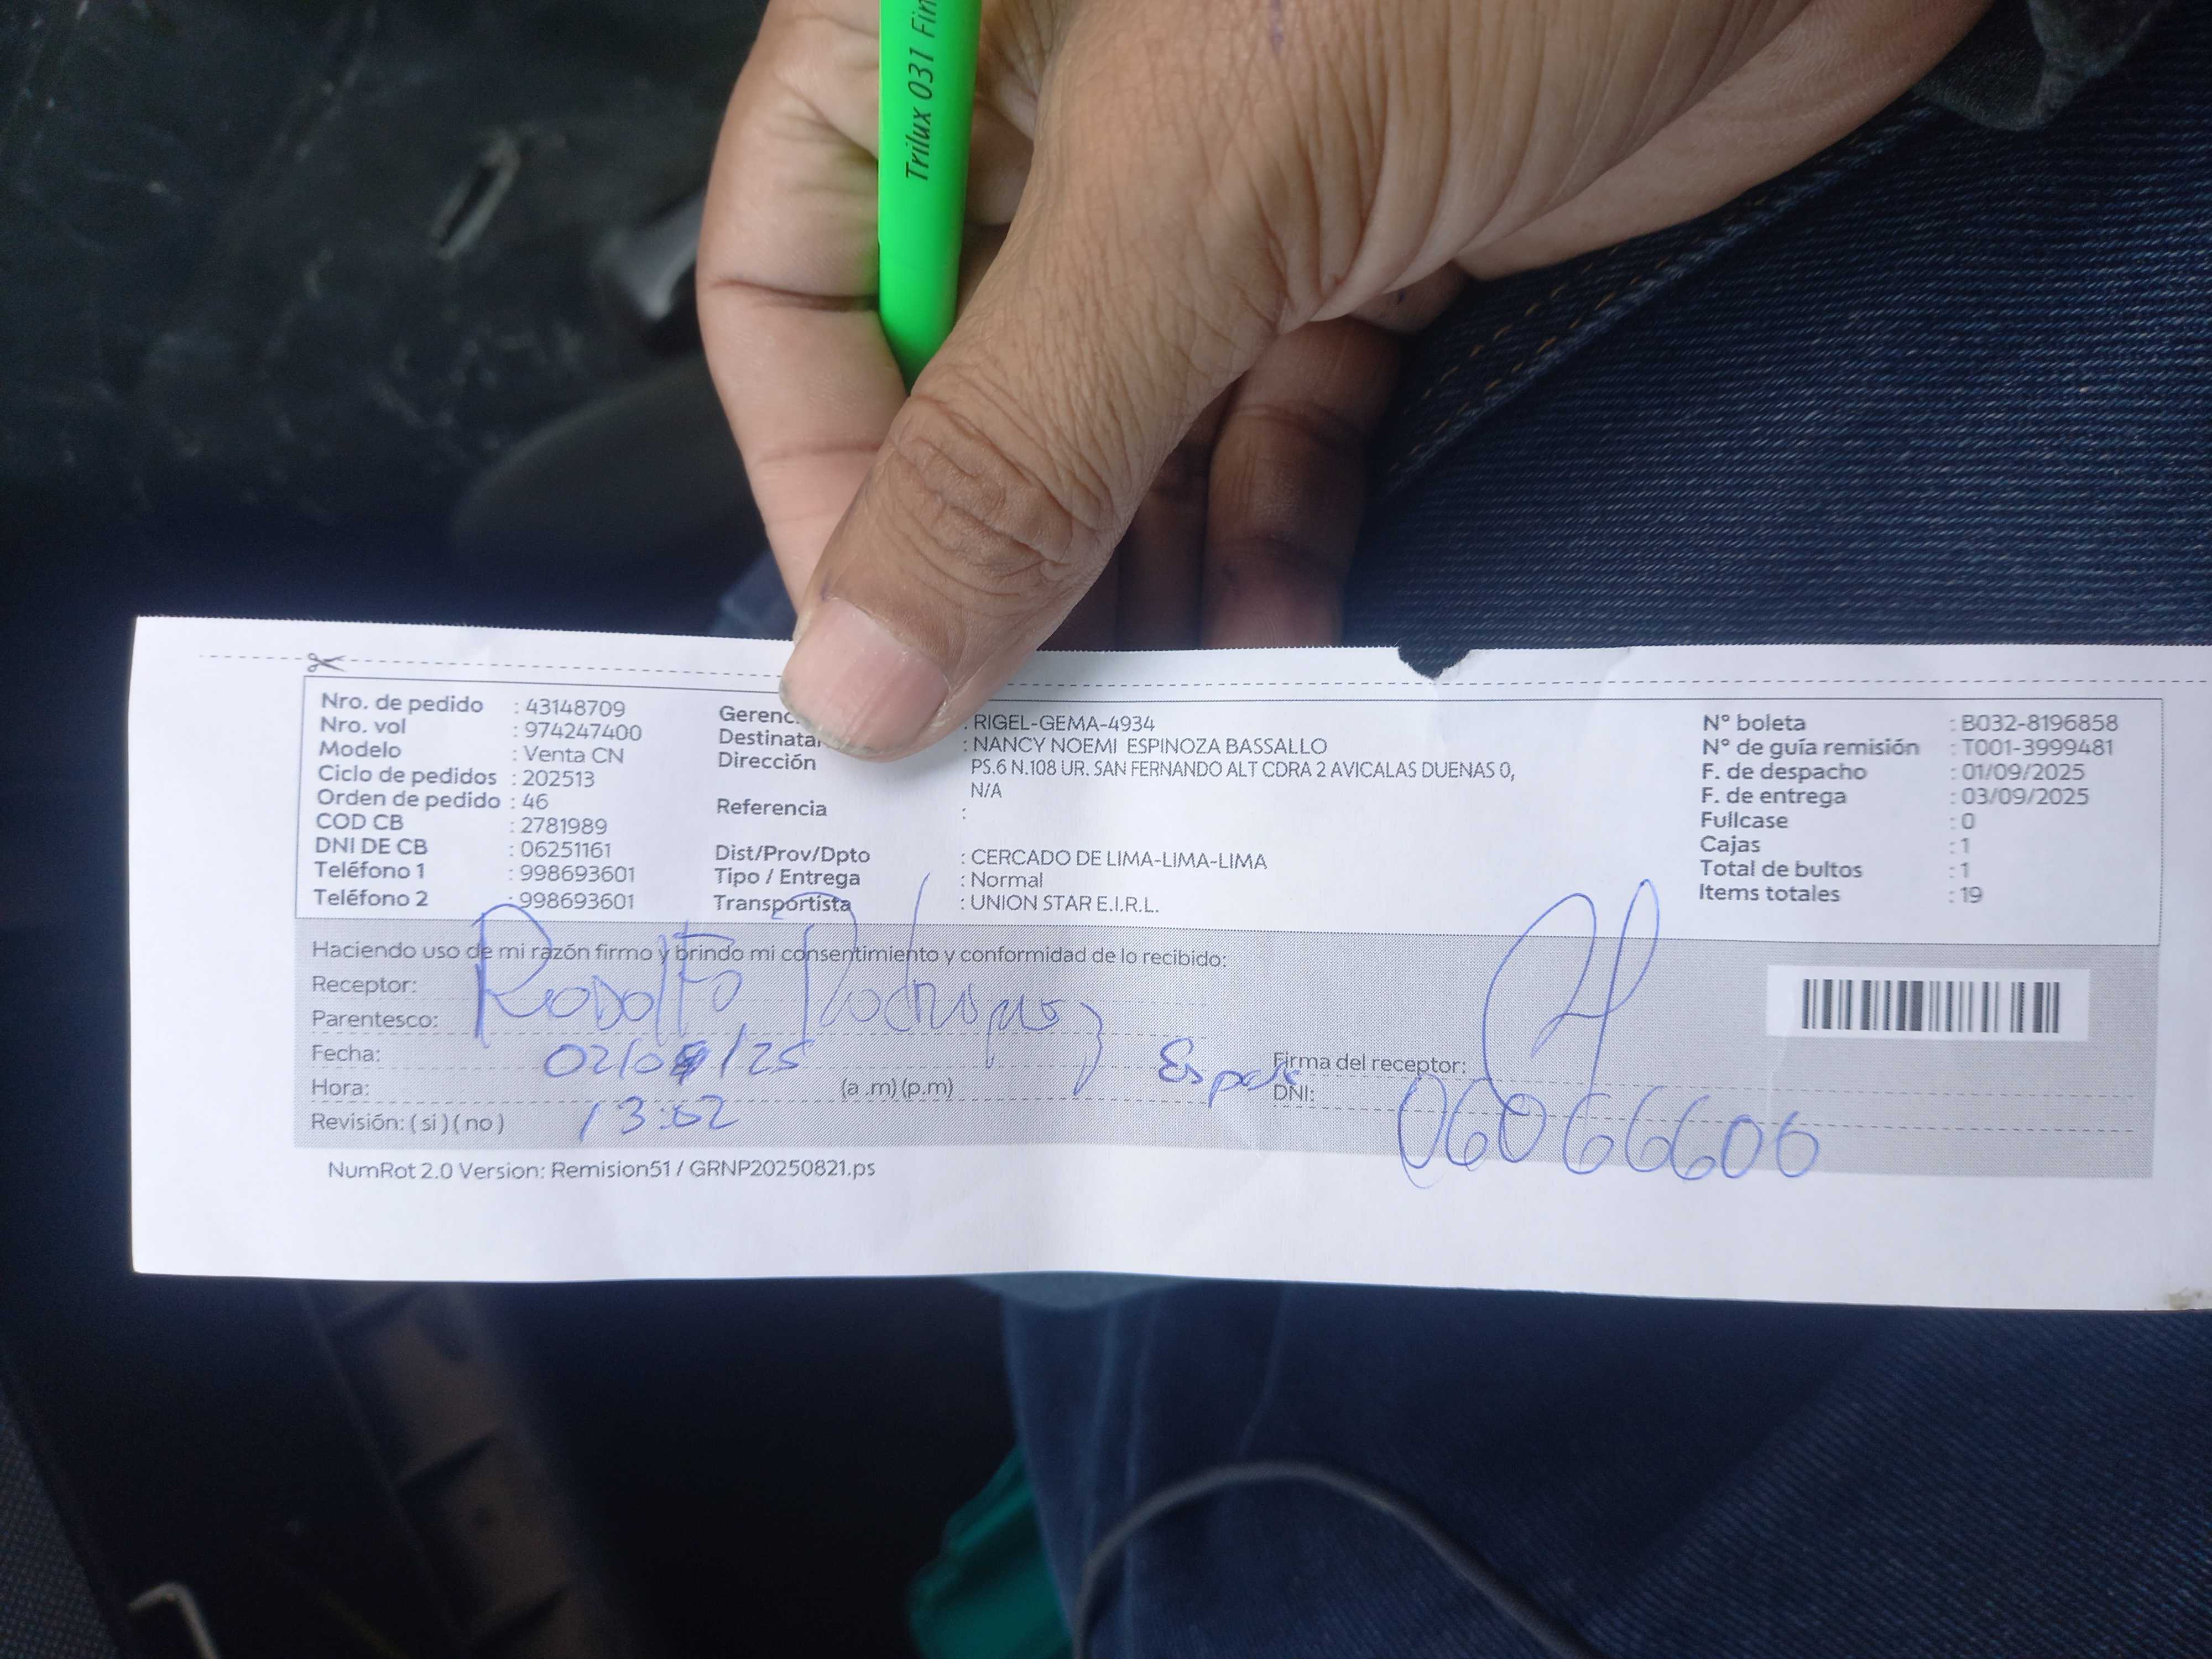 Trilux 031 Fin
Nro. de pedido : 43148709
Nro. vol : 974247400
Modelo : Venta CN
Ciclo de pedidos : 202513
Orden de pedido : 46
COD CB : 2781989
DNI DE CB : 06251161
Teléfono 1 : 998693601
Teléfono 2 : 998693601
Gerenc : RIGEL-GEMA-4934
Destinata : NANCY NOEMI ESPINOZA BASSALLO
Dirección PS.6 N.108 UR. SAN FERNANDO ALT CDRA 2 AVICALAS DUENAS 0,
N/A
Referencia :
Dist/Prov/Dpto : CERCADO DE LIMA-LIMA-LIMA
Tipo / Entrega : Normal
Transportista : UNION STAR E.I.R.L.
N° boleta : B032-8196858
N° de guía remisión : T001-3999481
F. de despacho : 01/09/2025
F. de entrega : 03/09/2025
Fullcase : 0
Cajas : 1
Total de bultos : 1
Items totales : 19
Haciendo uso de mi razón firmo y brindo mi consentimiento y conformidad de lo recibido:
Receptor: Rodolfo Rodriguez
Parentesco: Esposo
Fecha: 02/09/25
Hora: 13:02 (a .m) (p.m)
Revisión: ( si ) ( no )
Firma del receptor:
DNI: 06066606
NumRot 2.0 Version: Remision51 / GRNP20250821.ps